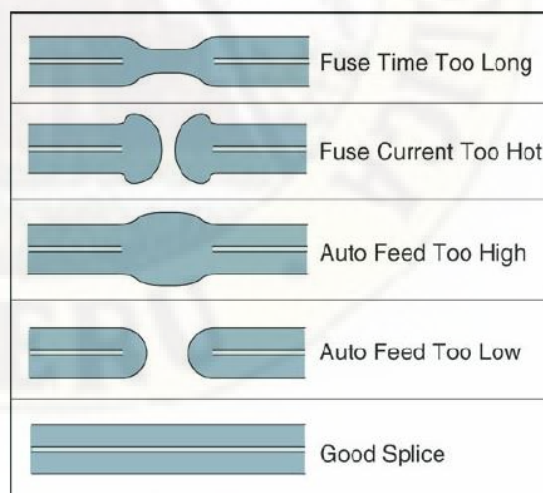 Fuse Time Too Long
Fuse Current Too Hot
Auto Feed Too High
Auto Feed Too Low
Good Splice